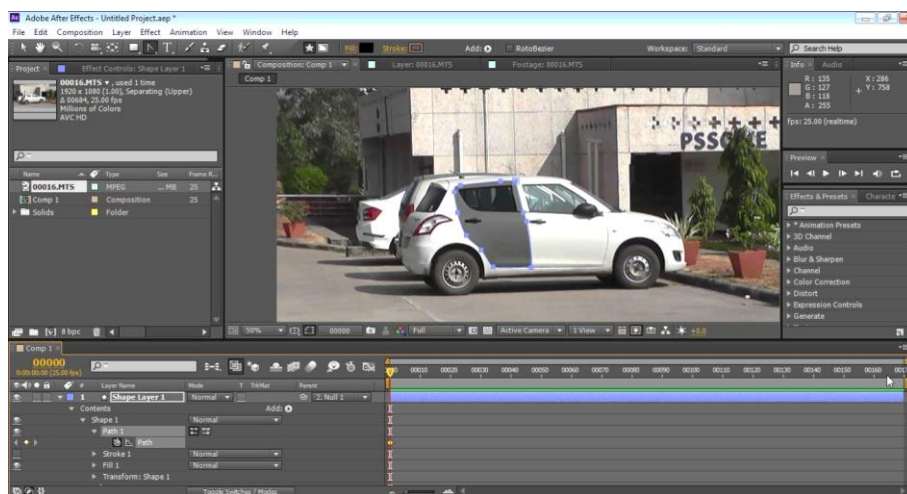 Adobe After Effects - Untitled Project.aep *
File Edit Composition Layer Effect Animation View Window Help
Fill: Stroke: Add: RotoBezier Workspace: Standard Search Help
Project Effect Controls: Shape Layer 1
Composition: Comp 1 Layer: 00016.MTS Footage: 00016.MTS
Info Audio
00016.MTS , used 1 time
1920 x 1080 (1.00), Separating (Upper)
Δ 00684, 25.00 fps
Millions of Colors
AVC HD
Comp 1
R: 135 X: 286
G: 127 Y: 758
B: 118
A: 255
fps: 25.00 (realtime)
Preview
Name Type Size Frame R...
00016.MTS MPEG ... MB 25
Comp 1 Composition 25
Solids Folder
Effects & Presets Characte
* Animation Presets
3D Channel
Audio
Blur & Sharpen
Channel
Color Correction
Distort
Expression Controls
Generate
8 bpc
50% 00000 Full Active Camera 1 View +0.0
Comp 1
00000
0:00:00:00 (25.00 fps)
00010 00020 00030 00040 00050 00060 00070 00080 00090 00100 00110 00120 00130 00140 00150 00160
# Layer Name Mode T TrkMat Parent
1 Shape Layer 1 Normal 2. Null 1
Contents Add:
Shape 1 Normal
Path 1
Path
Stroke 1 Normal
Fill 1 Normal
Transform: Shape 1
Toggle Switches / Modes